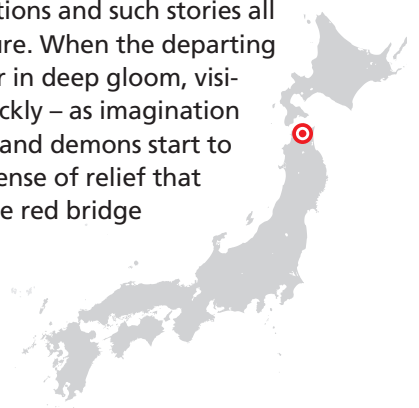 tions and such stories all
ure. When the departing
r in deep gloom, visi-
ckly – as imagination
and demons start to
ense of relief that
e red bridge